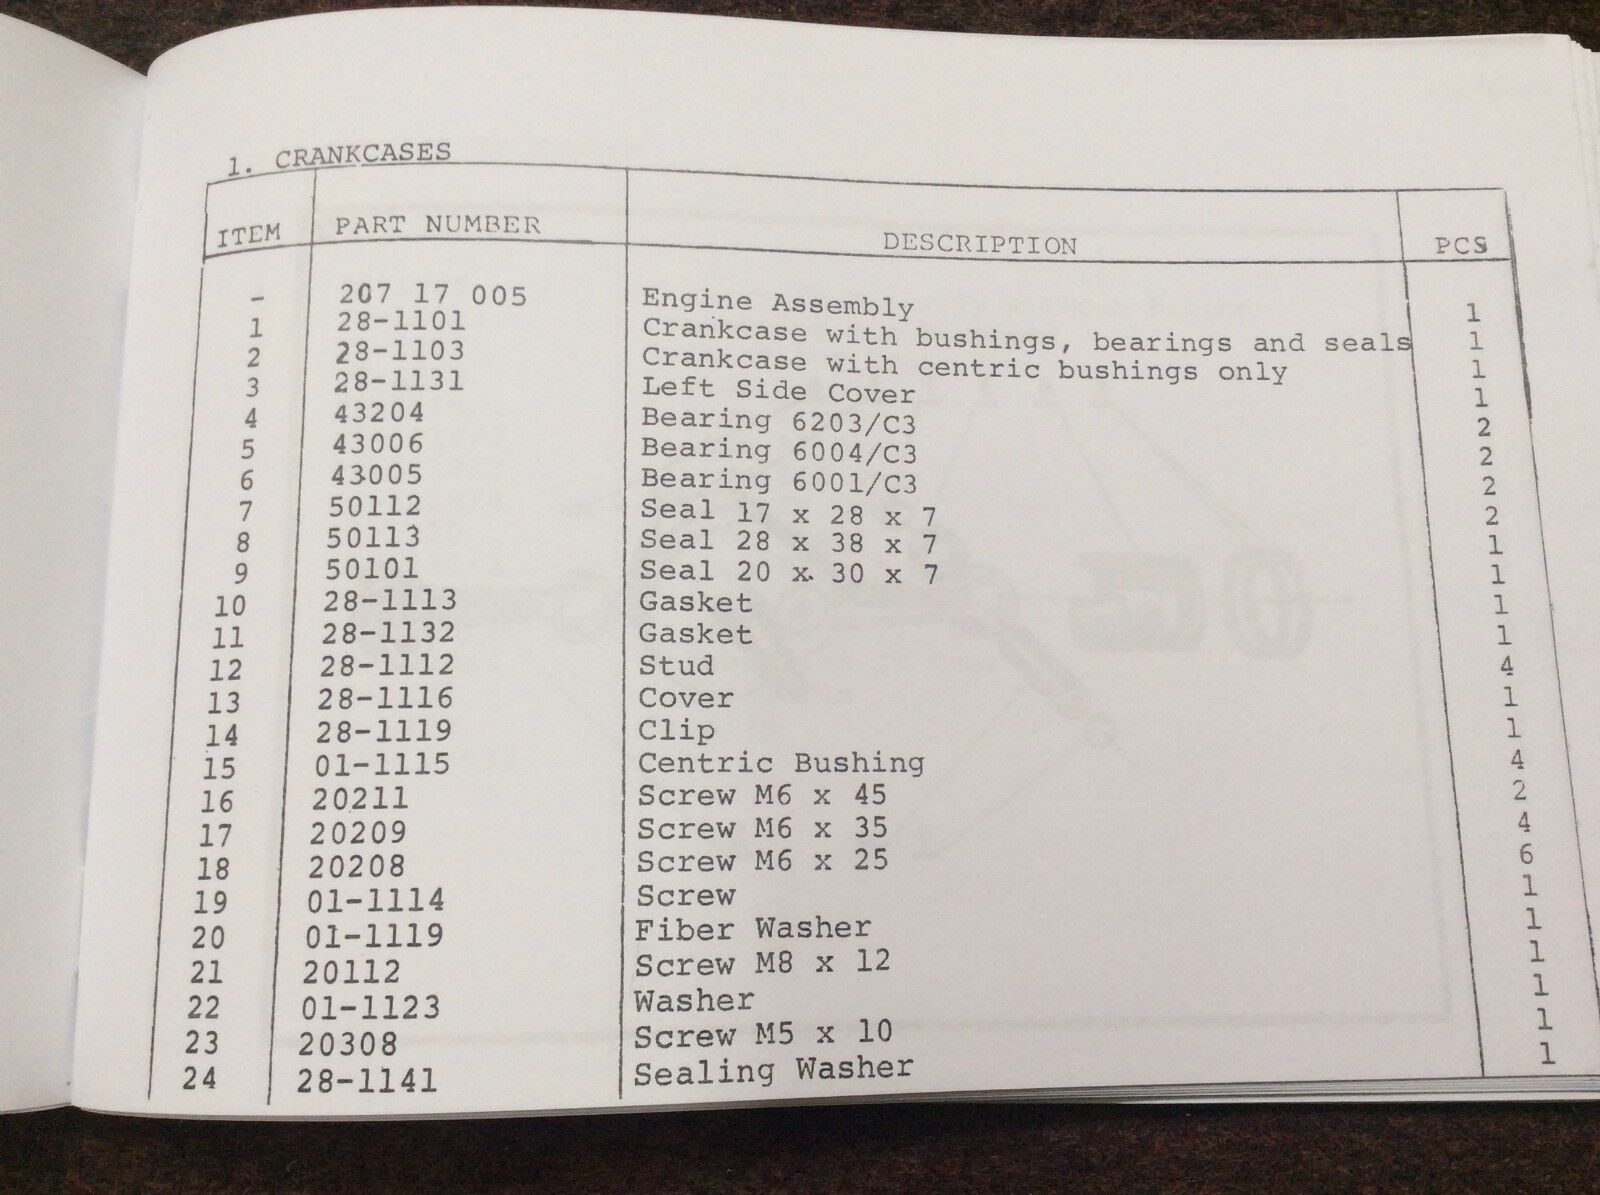 1. CRANKCASES
ITEM PART NUMBER DESCRIPTION PCS
- 207 17 005 Engine Assembly 1
1 28-1101 Crankcase with bushings, bearings and seals 1
2 28-1103 Crankcase with centric bushings only 1
3 28-1131 Left Side Cover 1
4 43204 Bearing 6203/C3 2
5 43006 Bearing 6004/C3 2
6 43005 Bearing 6001/C3 2
7 50112 Seal 17 x 28 x 7 2
8 50113 Seal 28 x 38 x 7 1
9 50101 Seal 20 x 30 x 7 1
10 28-1113 Gasket 1
11 28-1132 Gasket 1
12 28-1112 Stud 4
13 28-1116 Cover 1
14 28-1119 Clip 1
15 01-1115 Centric Bushing 4
16 20211 Screw M6 x 45 2
17 20209 Screw M6 x 35 4
18 20208 Screw M6 x 25 6
19 01-1114 Screw 1
20 01-1119 Fiber Washer 1
21 20112 Screw M8 x 12 1
22 01-1123 Washer 1
23 20308 Screw M5 x 10 1
24 28-1141 Sealing Washer 1